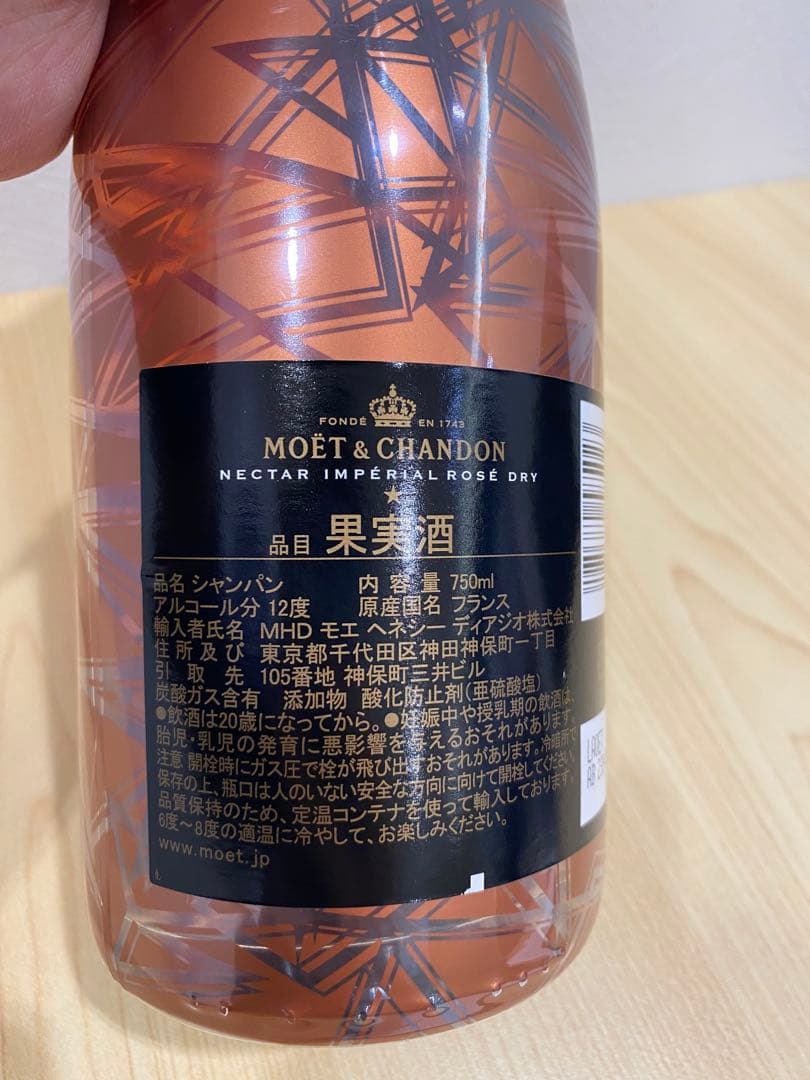 FONDÉ EN 1743
MOËT & CHANDON
NECTAR IMPÉRIAL ROSÉ DRY
品目 果実酒
品名 シャンパン 内容量 750ml
アルコール分 12度 原産国名 フランス
輸入者氏名 MHD モエ ヘネシー ディアジオ株式会社
住所及び 東京都千代田区神田神保町一丁目
引取先 105番地 神保町三井ビル
炭酸ガス含有 添加物 酸化防止剤(亜硫酸塩)
●飲酒は20歳になってから。●妊娠中や授乳期の飲酒は、
胎児・乳児の発育に悪影響を与えるおそれがあります。
注意 開栓時にガス圧で栓が飛び出すおそれがあります。冷暗所で
保存の上、瓶口は人のいない安全な方向に向けて開栓してください。
品質保持のため、定温コンテナを使って輸入しております。
6度～8度の適温に冷やして、お楽しみください。
www.moet.jp